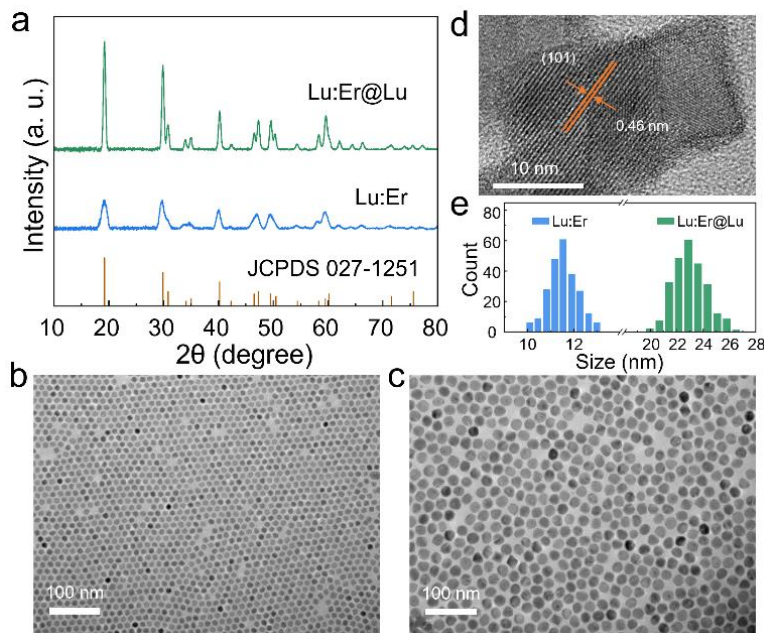 a
Intensity (a. u.)
Lu:Er@Lu
Lu:Er
JCPDS 027-1251
10 20 30 40 50 60 70 80
2θ (degree)
d
(101)
0.46 nm
10 nm
e
Count
80
60
40
20
0
Lu:Er
Lu:Er@Lu
10 12 20 22 24 26 28
Size (nm)
b
100 nm
c
100 nm